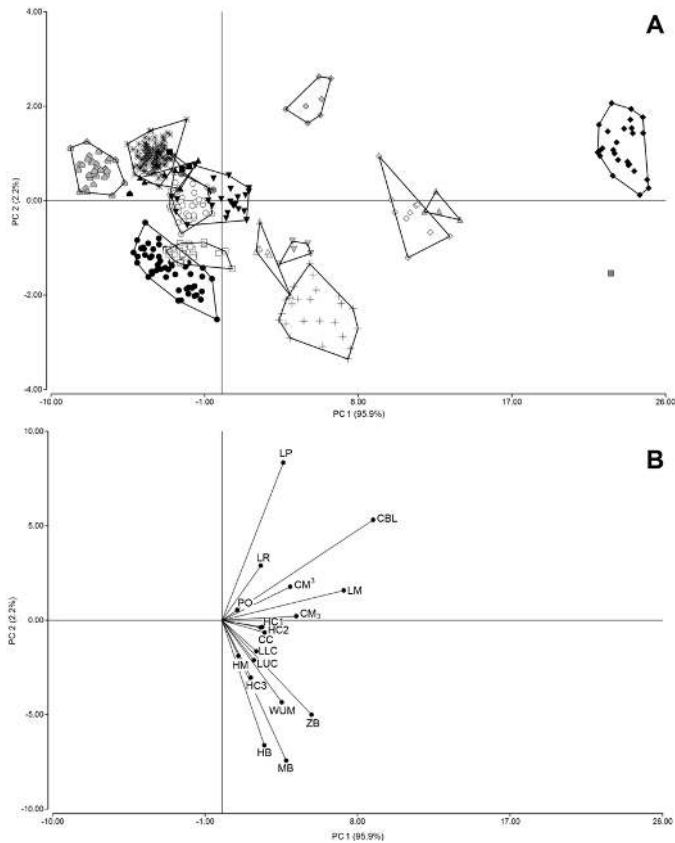 A
4.00
2.00
0.00
-2.00
-4.00
PC 2 (2.2%)
-10.00 -1.00 8.00 17.00 26.00
PC 1 (95.9%)
B
10.00
5.00
0.00
-5.00
-10.00
PC 2 (2.2%)
LP
CBL
LR
CM³
LM
PO
CM₃
HC1
HC2
CC
LLC
HM
LUC
HC3
WUM
ZB
HB
MB
-10.00 -1.00 8.00 17.00 26.00
PC 1 (95.9%)